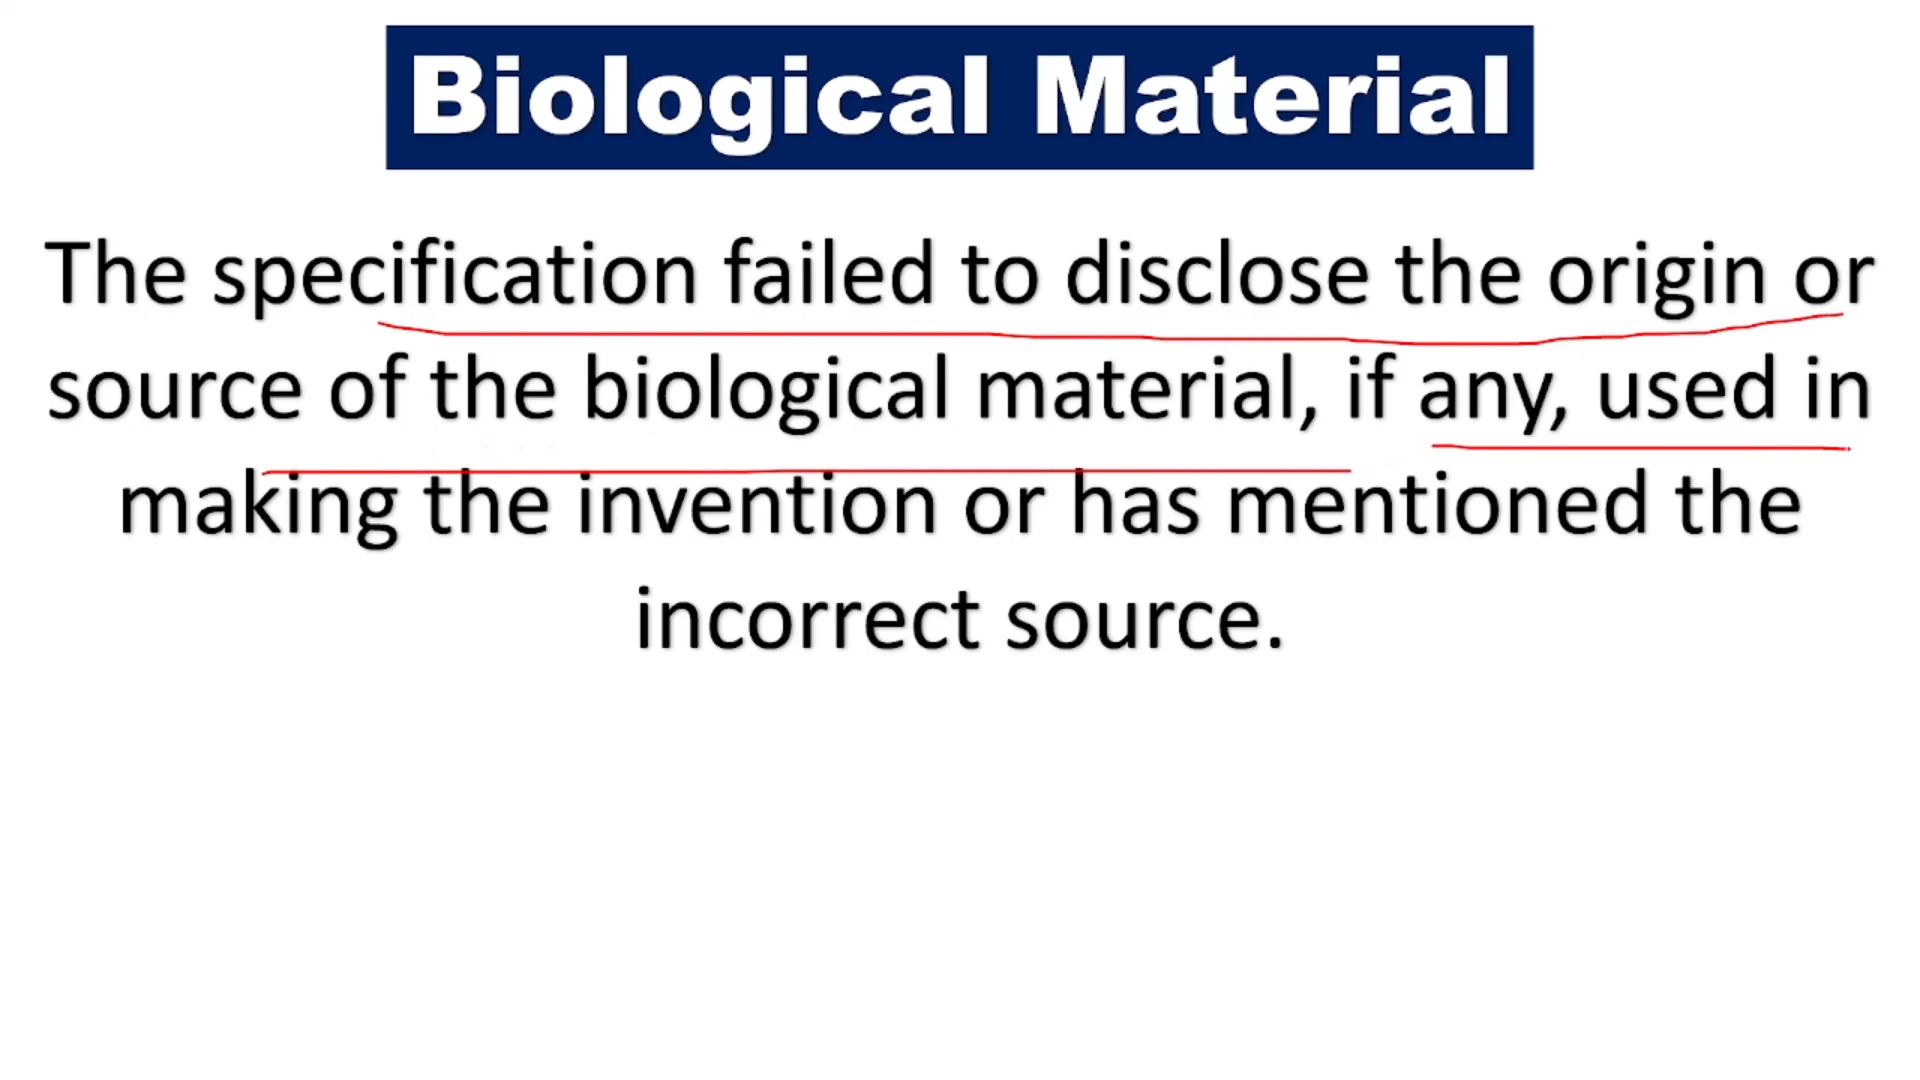 Biological Material
The specification failed to disclose the origin or
source of the biological material, if any, used in
making the invention or has mentioned the
incorrect source.